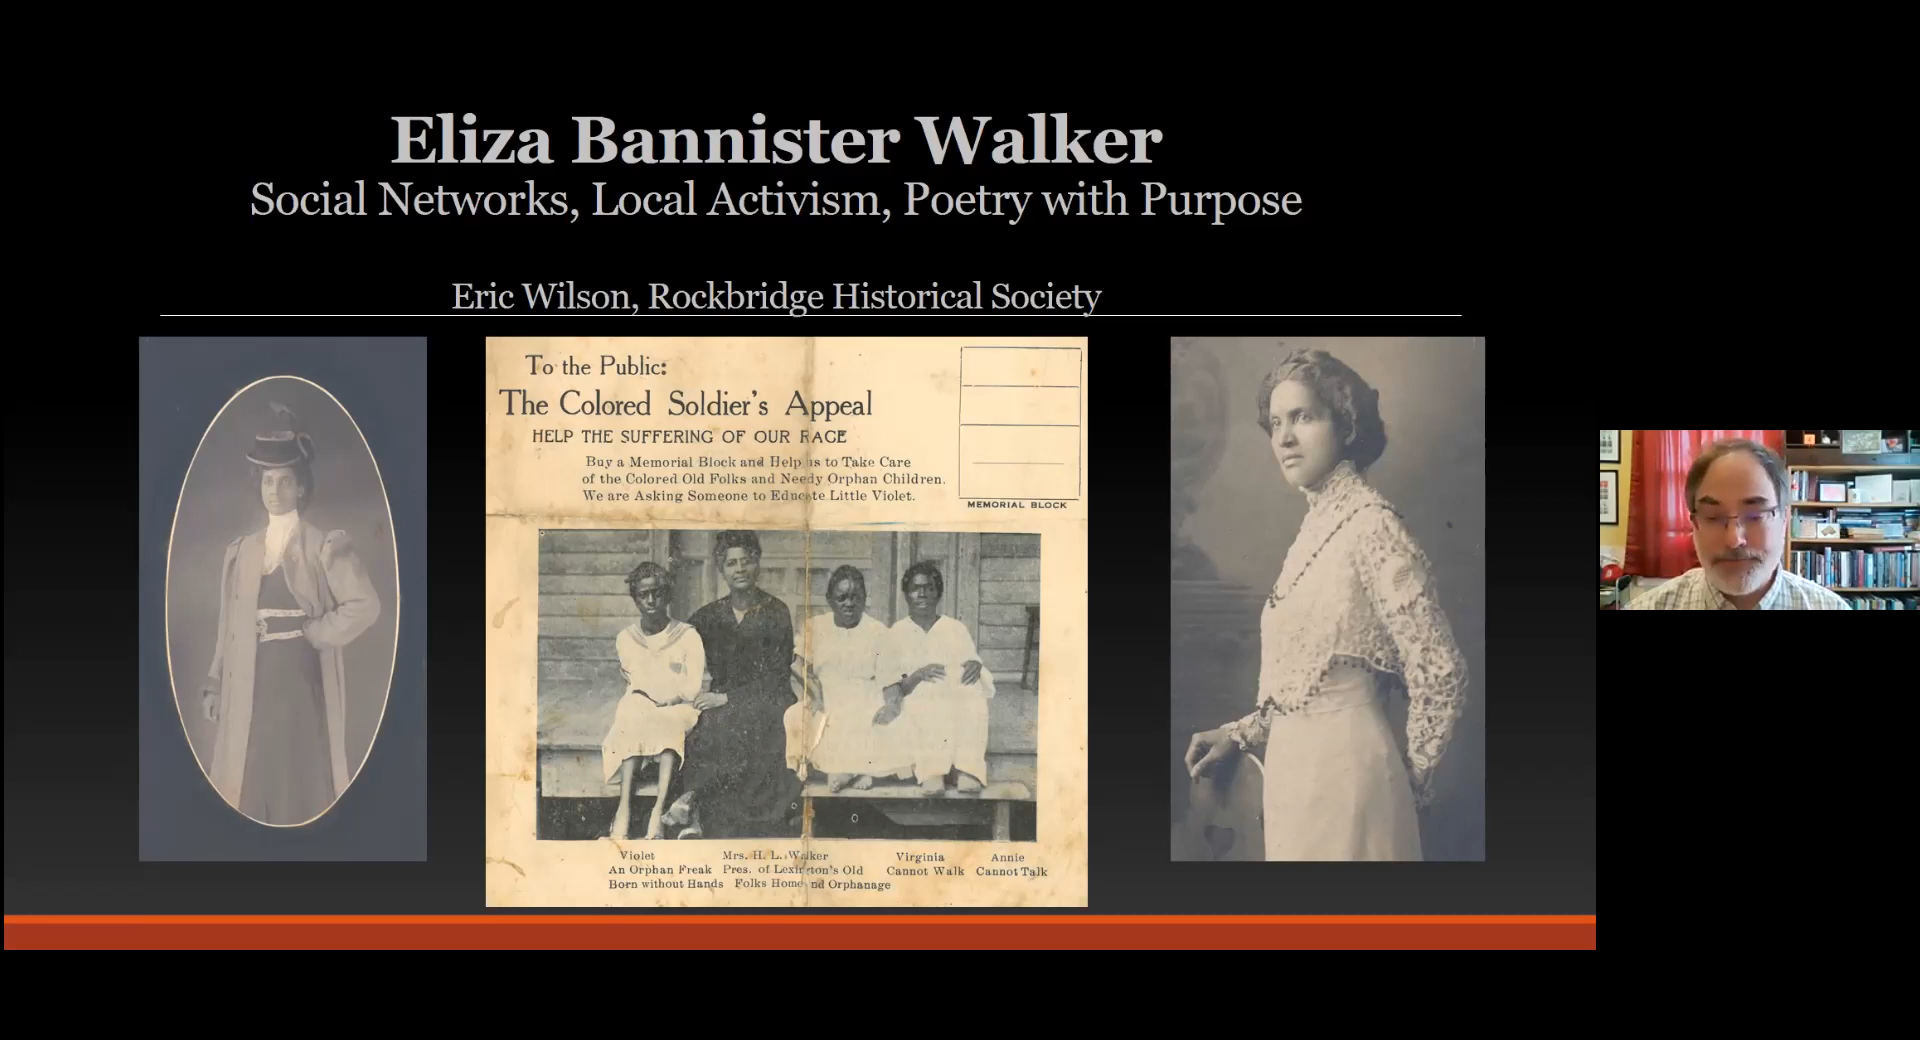 Eliza Bannister Walker
Social Networks, Local Activism, Poetry with Purpose
Eric Wilson, Rockbridge Historical Society
To the Public:
The Colored Soldier's Appeal
HELP THE SUFFERING OF OUR RACE
Buy a Memorial Block and Help us to Take Care
of the Colored Old Folks and Needy Orphan Children.
We are Asking Someone to Educate Little Violet.
MEMORIAL BLOCK
Violet Mrs. H. L. Walker Virginia Annie
An Orphan Freak Pres. of Lexington's Old Cannot Walk Cannot Talk
Born without Hands Folks Home and Orphanage